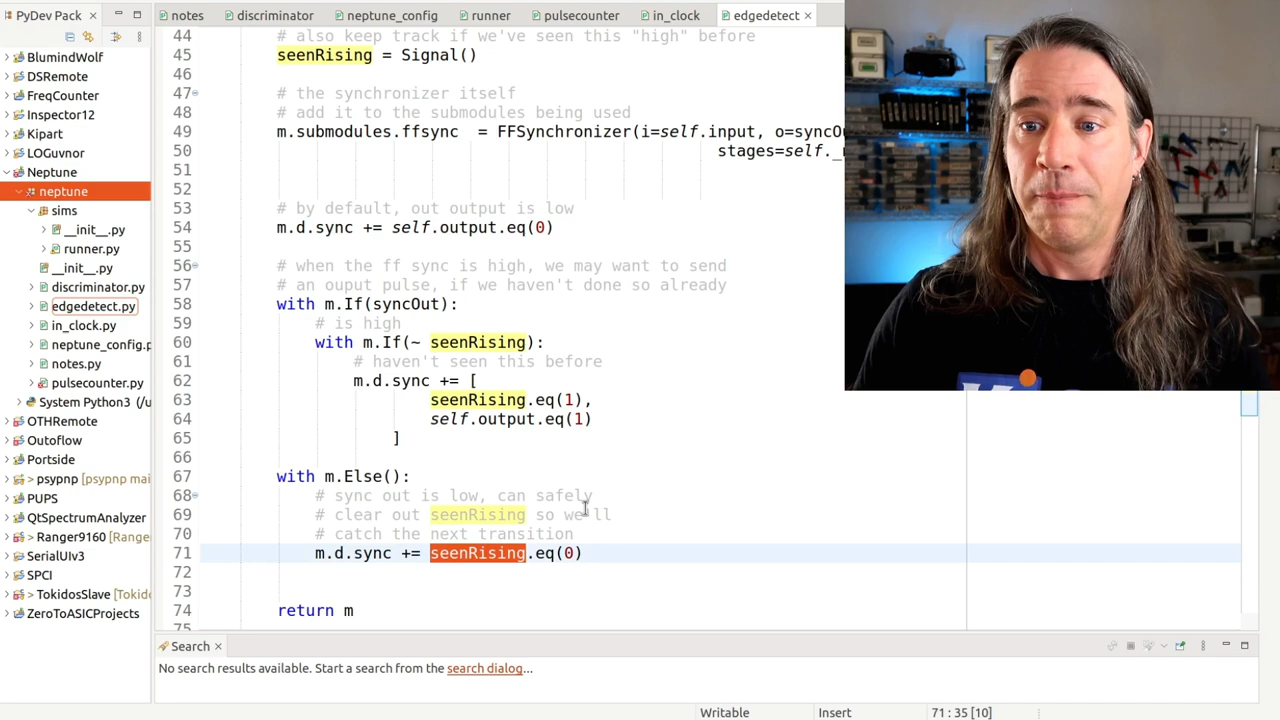 PyDev Pack
BlumindWolf
DSRemote
FreqCounter
Inspector12
Kipart
LOGuvnor
Neptune
neptune
sims
__init__.py
runner.py
__init__.py
discriminator.py
edgedetect.py
in_clock.py
neptune_config.p
notes.py
pulsecounter.py
System Python3 (/u
OTHRemote
Outoflow
Portside
> psypnp [psypnp mai
PUPS
QtSpectrumAnalyzer
> Ranger9160 [Ranger
SerialUIv3
SPCI
> TokidosSlave [Tokido
ZeroToASICProjects
notes discriminator neptune_config runner pulsecounter in_clock edgedetect
44 # also keep track if we've seen this "high" before
45 seenRising = Signal()
46
47 # the synchronizer itself
48 # add it to the submodules being used
49 m.submodules.ffsync = FFSynchronizer(i=self.input, o=syncOu
50 stages=self._r
51
52
53 # by default, out output is low
54 m.d.sync += self.output.eq(0)
55
56 # when the ff sync is high, we may want to send
57 # an ouput pulse, if we haven't done so already
58 with m.If(syncOut):
59 # is high
60 with m.If(~ seenRising):
61 # haven't seen this before
62 m.d.sync += [
63 seenRising.eq(1),
64 self.output.eq(1)
65 ]
66
67 with m.Else():
68 # sync out is low, can safely
69 # clear out seenRising so we'll
70 # catch the next transition
71 m.d.sync += seenRising.eq(0)
72
73
74 return m
75
Search
No search results available. Start a search from the search dialog...
Writable Insert 71 : 35 [10]